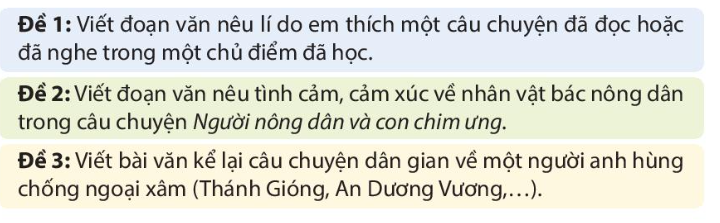 Đề 1: Viết đoạn văn nêu lí do em thích một câu chuyện đã đọc hoặc
đã nghe trong một chủ điểm đã học.
Đề 2: Viết đoạn văn nêu tình cảm, cảm xúc về nhân vật bác nông dân
trong câu chuyện Người nông dân và con chim ưng.
Đề 3: Viết bài văn kể lại câu chuyện dân gian về một người anh hùng
chống ngoại xâm (Thánh Gióng, An Dương Vương,...).